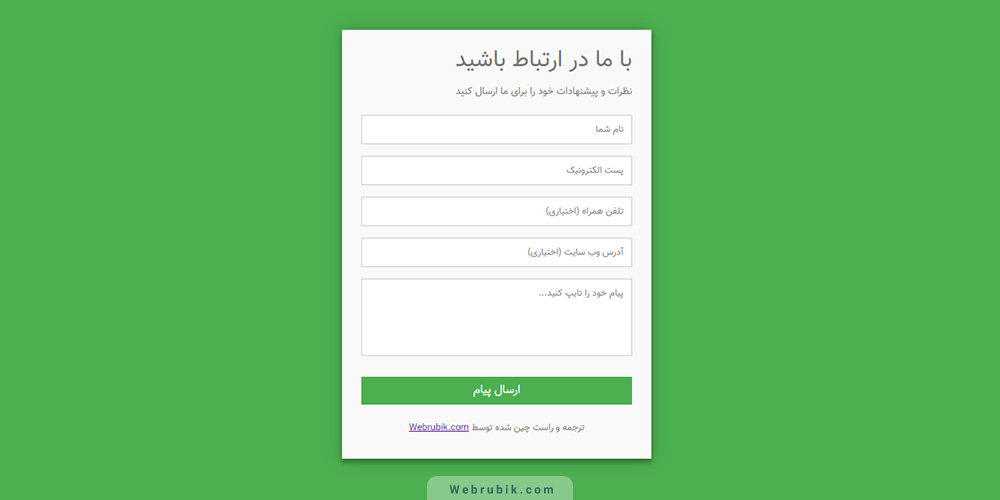 با ما در ارتباط باشید
نظرات و پیشنهادات خود را برای ما ارسال کنید
نام شما
پست الکترونیک
تلفن همراه (اختیاری)
آدرس وب سایت (اختیاری)
پیام خود را تایپ کنید...
ارسال پیام
ترجمه و راست چین شده توسط Webrubik.com
Webrubik.com